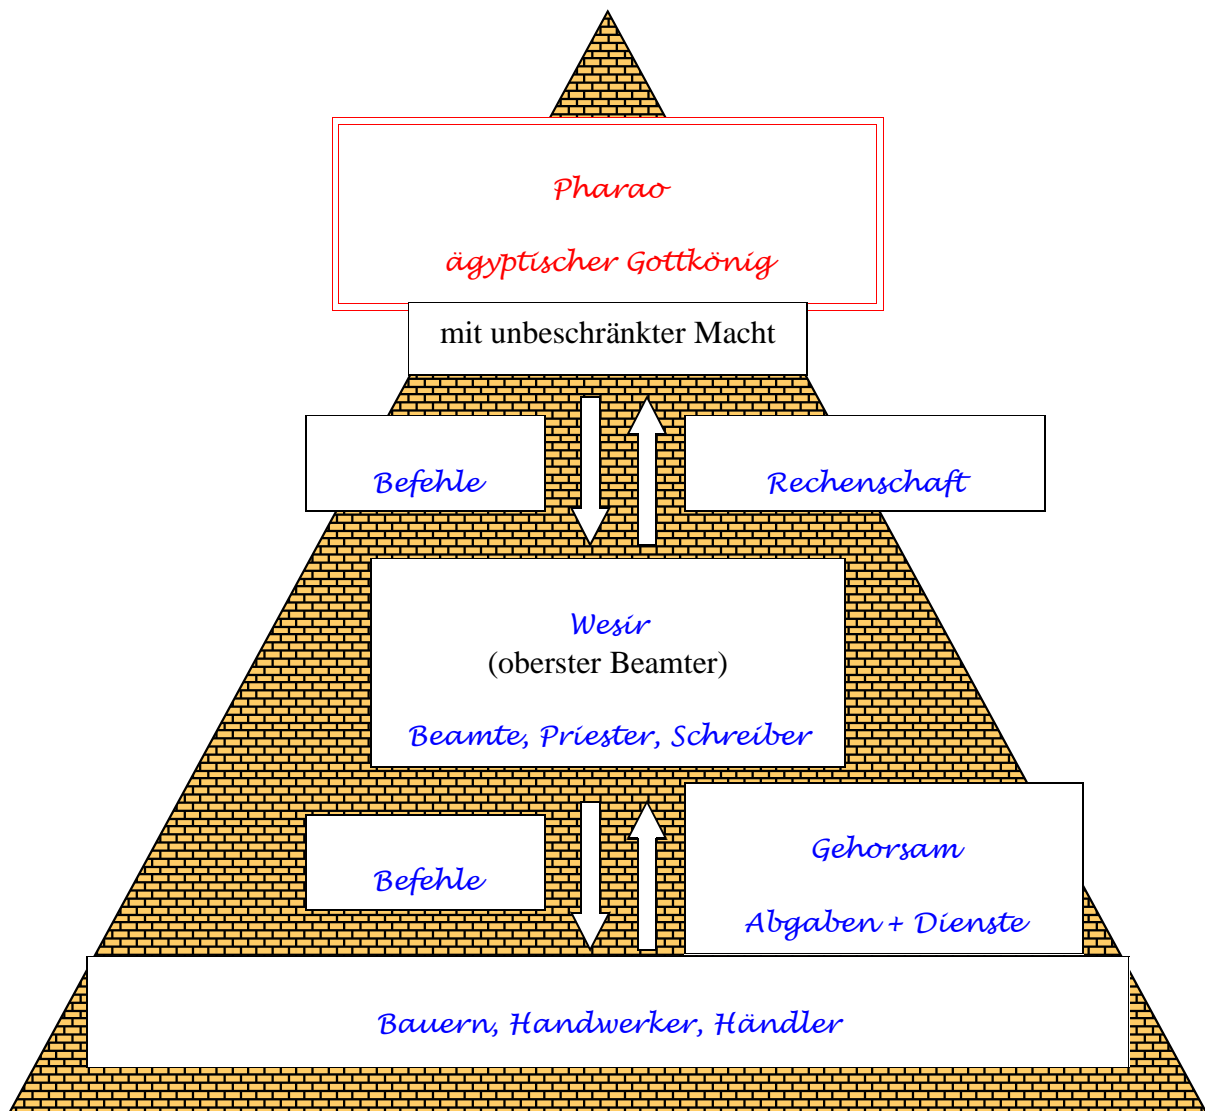 Pharao
ägyptischer Gottkönig
mit unbeschränkter Macht
Befehle
Rechenschaft
Wesir
(oberster Beamter)
Beamte, Priester, Schreiber
Befehle
Gehorsam
Abgaben + Dienste
Bauern, Handwerker, Händler